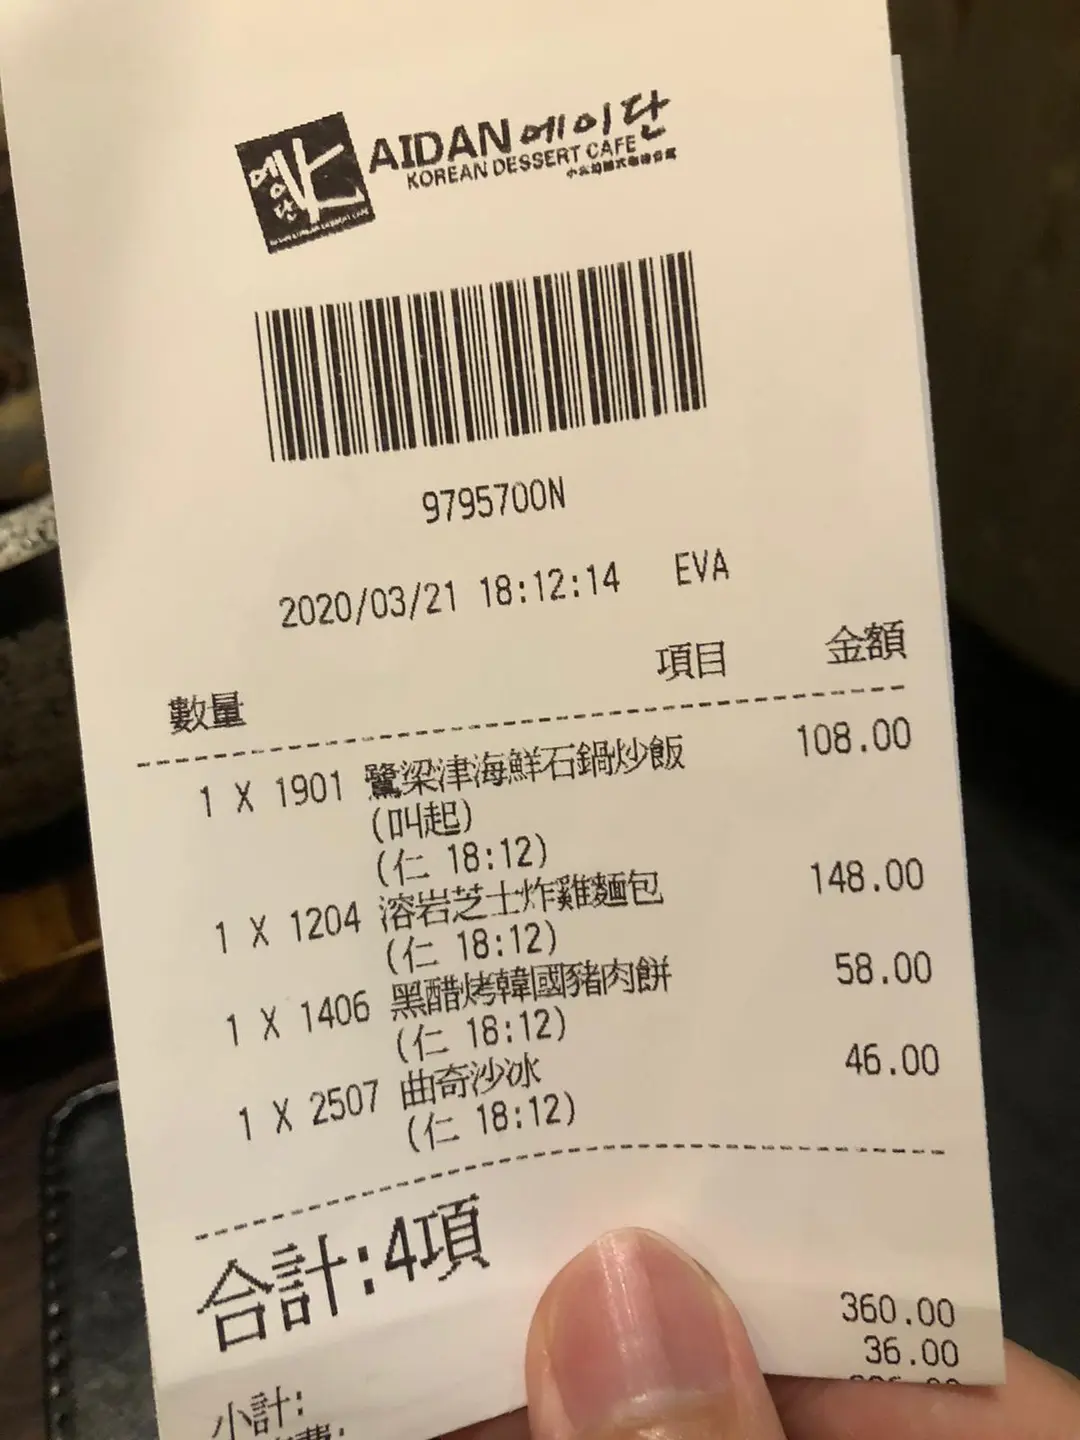 에이단
AIDAN 에이단
KOREAN DESSERT CAFE
9795700N
2020/03/21 18:12:14 EVA
數量 項目 金額
1 X 1901 鷺梁津海鮮石鍋炒飯 108.00
(叫起)
(仁 18:12)
1 X 1204 溶岩芝士炸雞麵包 148.00
(仁 18:12)
1 X 1406 黑醋烤韓國豬肉餅 58.00
(仁 18:12)
1 X 2507 曲奇沙冰 46.00
(仁 18:12)
合計:4項
360.00
36.00
小計: